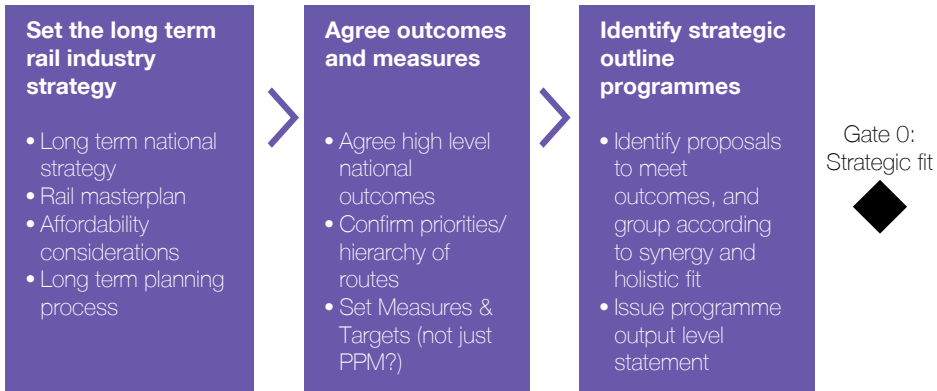 Set the long term
rail industry
strategy
• Long term national
strategy
• Rail masterplan
• Affordability
considerations
• Long term planning
process
Agree outcomes
and measures
• Agree high level
national
outcomes
• Confirm priorities/
hierarchy of
routes
• Set Measures &
Targets (not just
PPM?)
Identify strategic
outline
programmes
• Identify proposals
to meet
outcomes, and
group according
to synergy and
holistic fit
• Issue programme
output level
statement
Gate 0:
Strategic fit